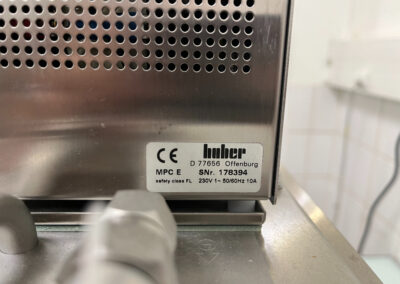 CE huber
D 77656 Offenburg
MPC E SNr. 178394
safety class FL 230V 1~ 50/60Hz 10A